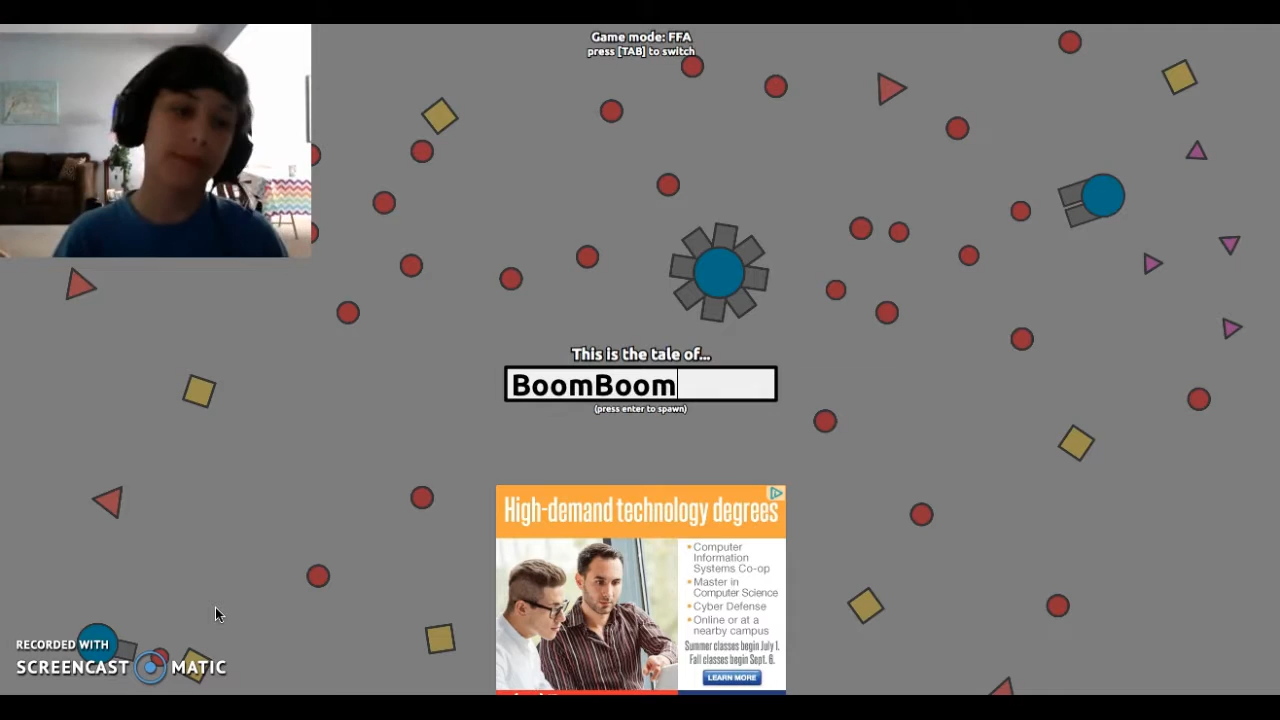 Game mode: FFA
press [TAB] to switch
This is the tale of...
BoomBoom
(press enter to spawn)
High-demand technology degrees
Computer
Information
Systems Co-op
Master in
Computer Science
Cyber Defense
Online or at a
nearby campus
Summer classes begin July 1.
Fall classes begin Sept. 6.
LEARN MORE
RECORDED WITH
SCREENCAST MATIC